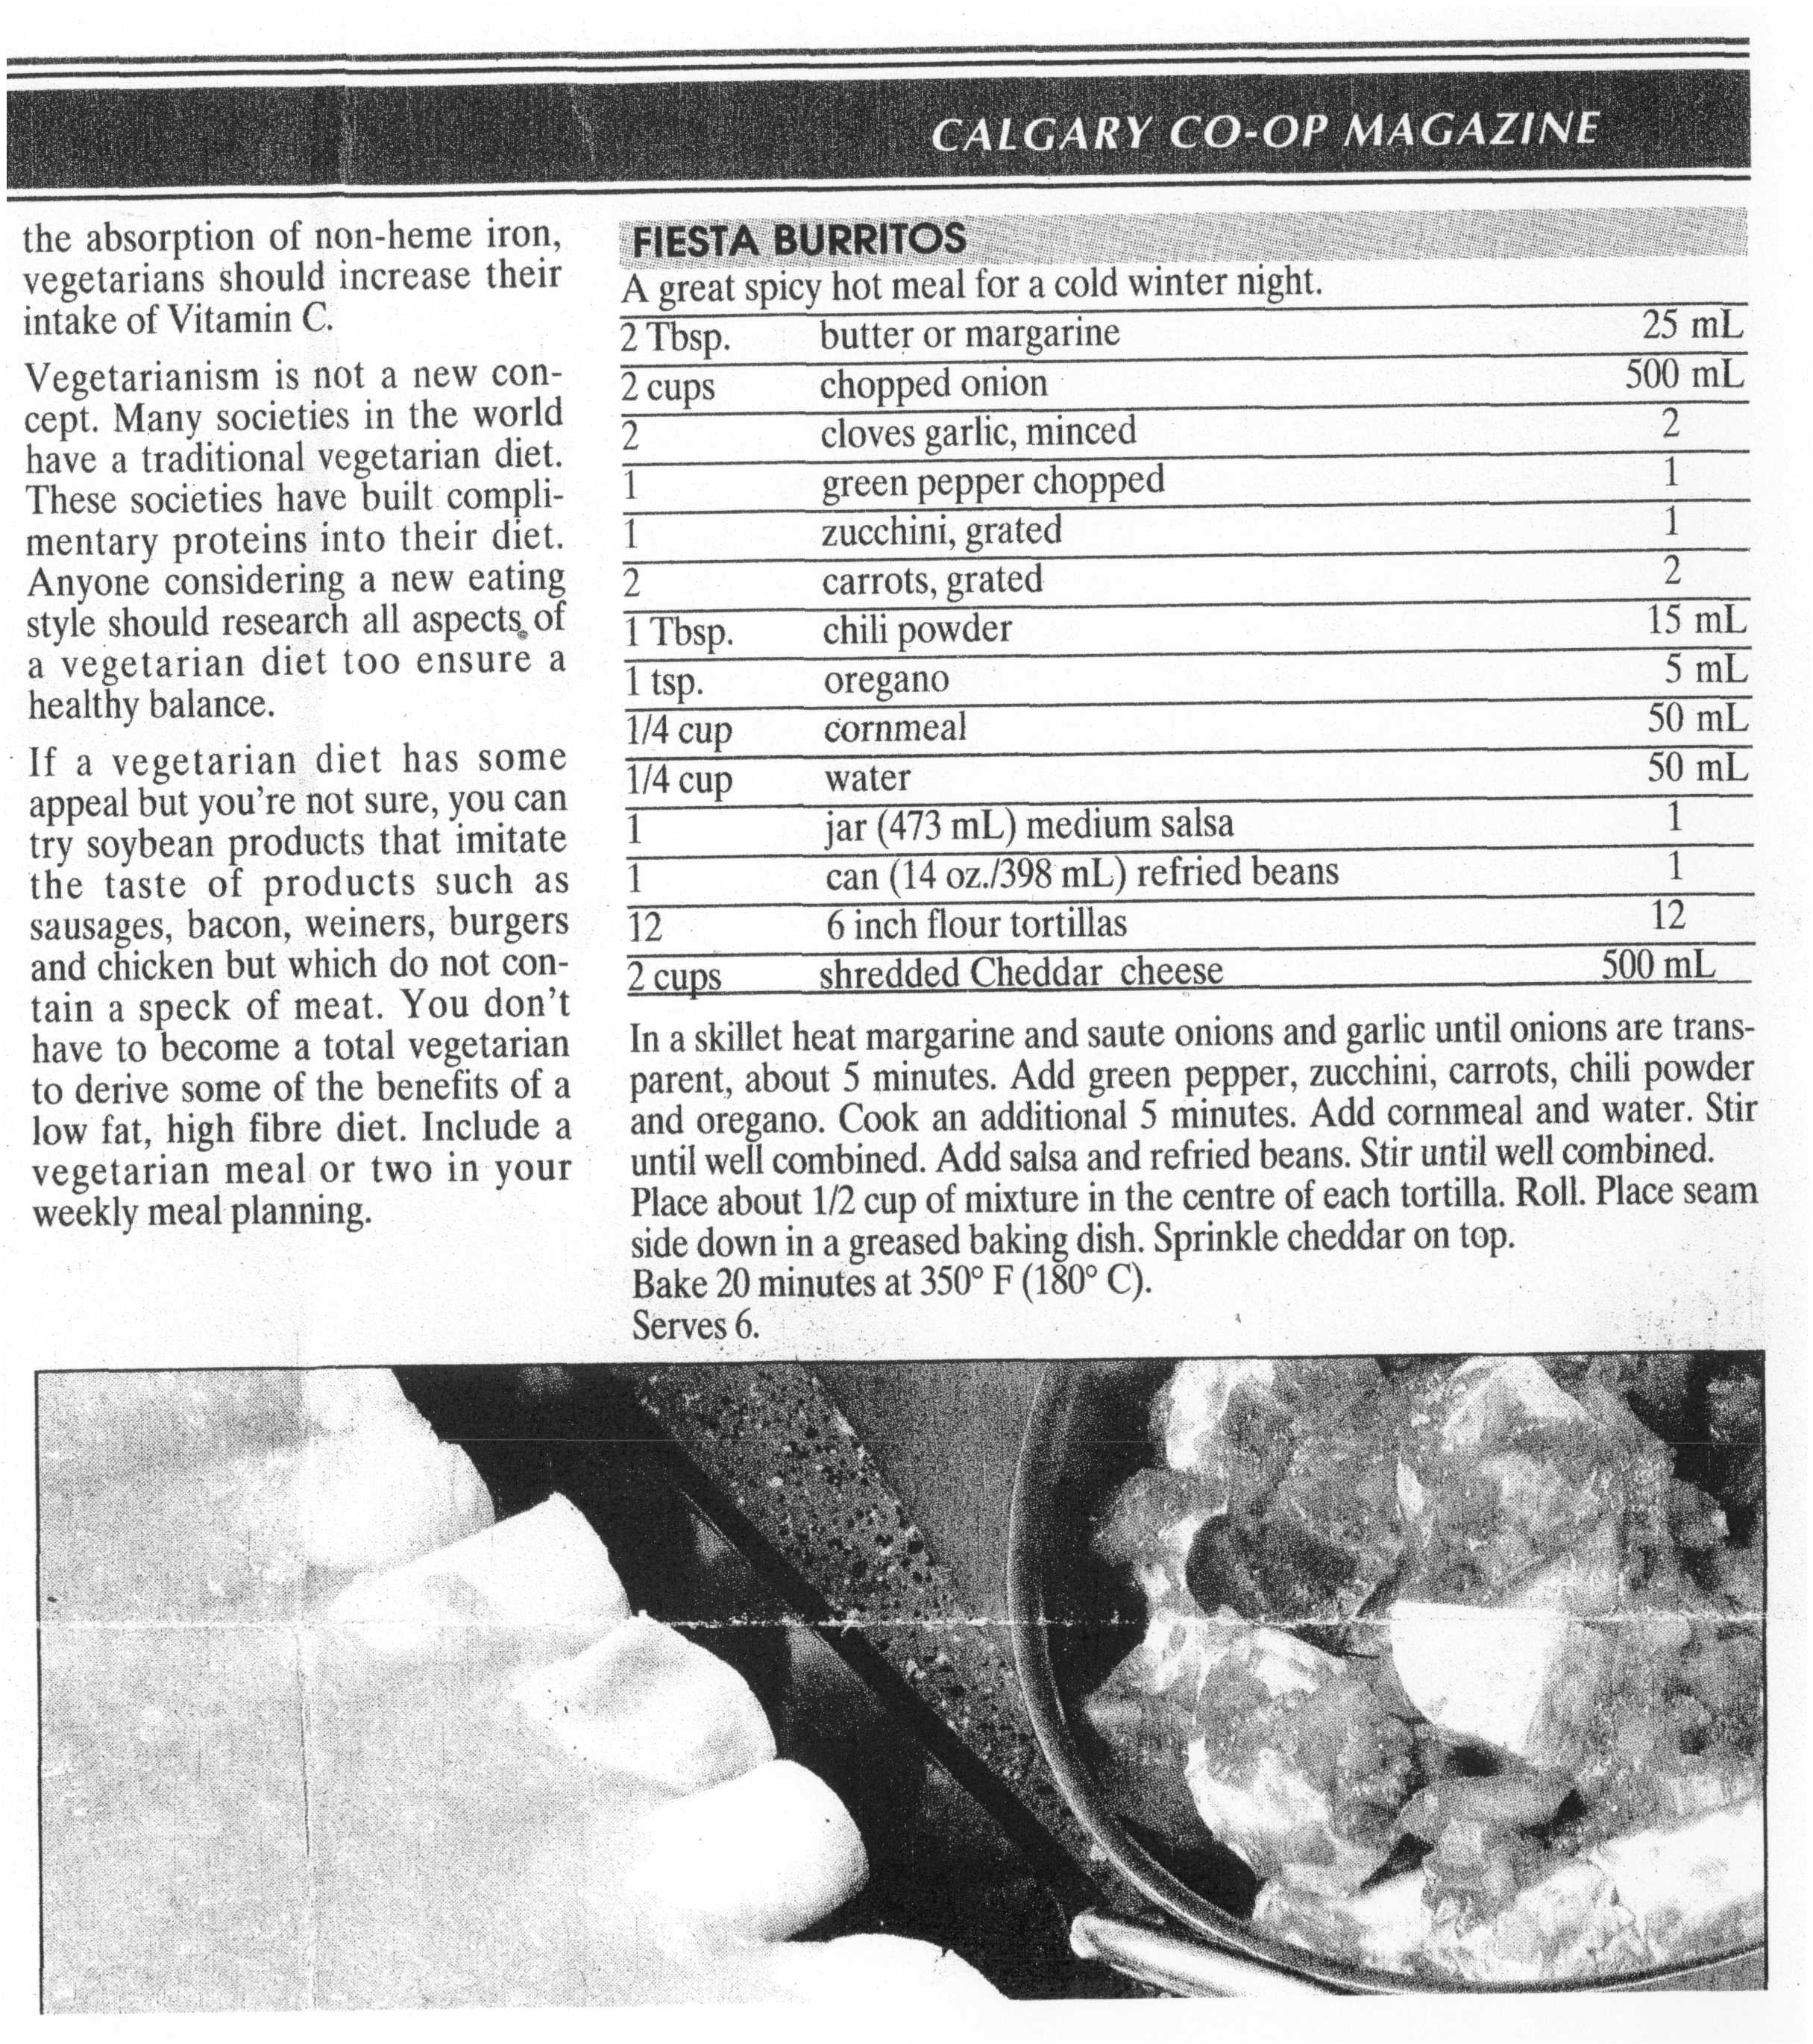 CALGARY CO-OP MAGAZINE
the absorption of non-heme iron,
vegetarians should increase their
intake of Vitamin C.
Vegetarianism is not a new con-
cept. Many societies in the world
have a traditional vegetarian diet.
These societies have built compli-
mentary proteins into their diet.
Anyone considering a new eating
style should research all aspects of
a vegetarian diet too ensure a
healthy balance.
If a vegetarian diet has some
appeal but you're not sure, you can
try soybean products that imitate
the taste of products such as
sausages, bacon, weiners, burgers
and chicken but which do not con-
tain a speck of meat. You don't
have to become a total vegetarian
to derive some of the benefits of a
low fat, high fibre diet. Include a
vegetarian meal or two in your
weekly meal planning.
FIESTA BURRITOS
A great spicy hot meal for a cold winter night.
2 Tbsp. butter or margarine 25 mL
2 cups chopped onion 500 mL
2 cloves garlic, minced 2
1 green pepper chopped 1
1 zucchini, grated 1
2 carrots, grated 2
1 Tbsp. chili powder 15 mL
1 tsp. oregano 5 mL
1/4 cup cornmeal 50 mL
1/4 cup water 50 mL
1 jar (473 mL) medium salsa 1
1 can (14 oz./398 mL) refried beans 1
12 6 inch flour tortillas 12
2 cups shredded Cheddar cheese 500 mL
In a skillet heat margarine and saute onions and garlic until onions are trans-
parent, about 5 minutes. Add green pepper, zucchini, carrots, chili powder
and oregano. Cook an additional 5 minutes. Add cornmeal and water. Stir
until well combined. Add salsa and refried beans. Stir until well combined.
Place about 1/2 cup of mixture in the centre of each tortilla. Roll. Place seam
side down in a greased baking dish. Sprinkle cheddar on top.
Bake 20 minutes at 350° F (180° C).
Serves 6.